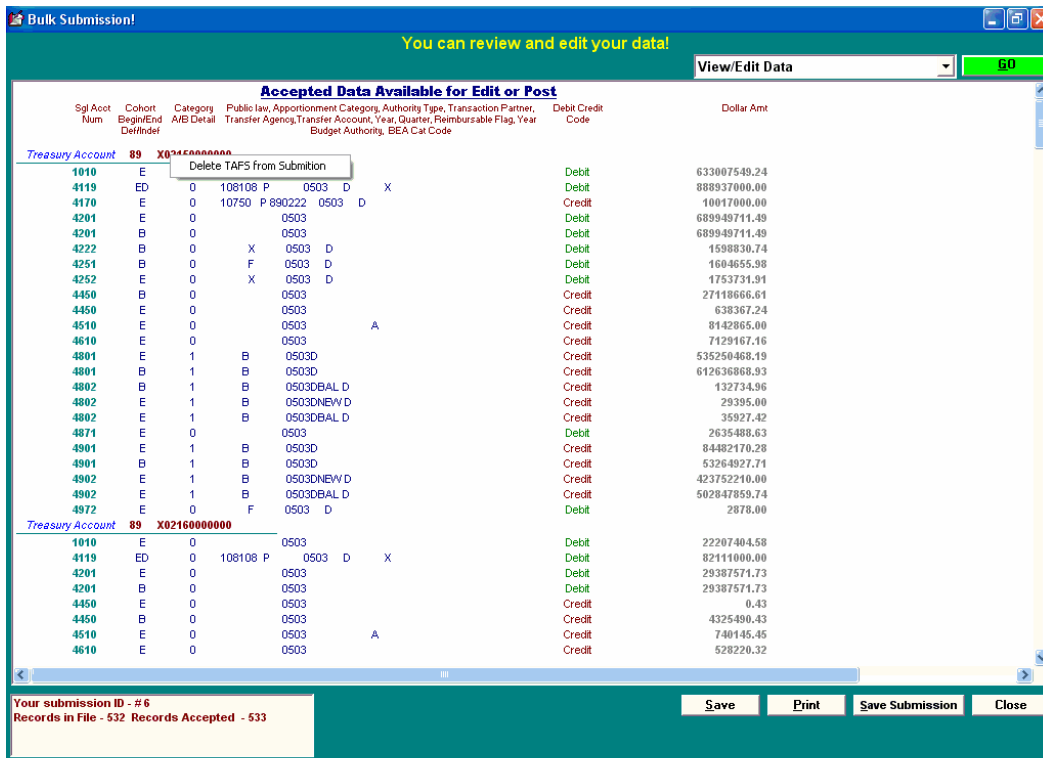 Bulk Submission!
You can review and edit your data!
View/Edit Data GO
Accepted Data Available for Edit or Post
Sgl Acct Cohort Category Public law, Apportionment Category, Authority Type, Transaction Partner, Debit Credit Dollar Amt
Num Begin/End A/B Detail Transfer Agency,Transfer Account, Year, Quarter, Reimbursable Flag, Year Code
Def/Indef Budget Authority, BEA Cat Code
Treasury Account 89 X02150000000
Delete TAFS from Submition
1010 E Debit 633007549.24
4119 ED 0 108108 P 0503 D X Debit 888937000.00
4170 E 0 10750 P 890222 0503 D Credit 10017000.00
4201 E 0 0503 Debit 689949711.49
4201 B 0 0503 Debit 689949711.49
4222 B 0 X 0503 D Debit 1598830.74
4251 B 0 F 0503 D Debit 1604655.98
4252 E 0 X 0503 D Debit 1753731.91
4450 B 0 0503 Credit 27118666.61
4450 E 0 0503 Credit 638367.24
4510 E 0 0503 A Credit 8142865.00
4610 E 0 0503 Credit 7129167.16
4801 E 1 B 0503D Credit 535250468.19
4801 B 1 B 0503D Credit 612636868.93
4802 B 1 B 0503DBAL D Credit 132734.96
4802 E 1 B 0503DNEW D Credit 29395.00
4802 E 1 B 0503DBAL D Credit 35927.42
4871 E 0 0503 Debit 2635488.63
4901 E 1 B 0503D Credit 84482170.28
4901 B 1 B 0503D Credit 53264927.71
4902 E 1 B 0503DNEW D Credit 423752210.00
4902 E 1 B 0503DBAL D Credit 502847859.74
4972 E 0 F 0503 D Debit 2878.00
Treasury Account 89 X02160000000
1010 E 0 0503 Debit 22207404.58
4119 ED 0 108108 P 0503 D X Debit 82111000.00
4201 E 0 0503 Debit 29387571.73
4201 B 0 0503 Debit 29387571.73
4450 E 0 0503 Credit 0.43
4450 B 0 0503 Credit 4325490.43
4510 E 0 0503 A Credit 740145.45
4610 E 0 0503 Credit 528220.32
Your submission ID - # 6
Records in File - 532 Records Accepted - 533
Save Print Save Submission Close